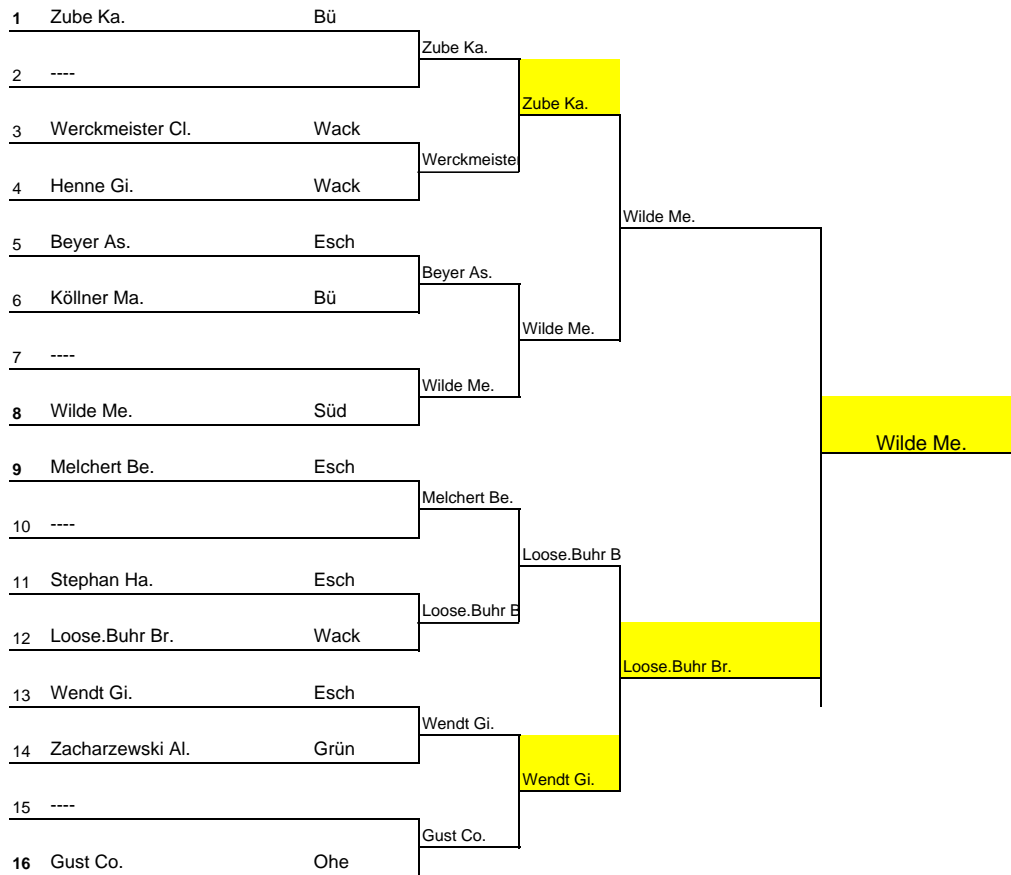 1 Zube Ka. Bü
Zube Ka.
2 ----
Zube Ka.
3 Werckmeister Cl. Wack
Werckmeister
4 Henne Gi. Wack
Wilde Me.
5 Beyer As. Esch
Beyer As.
6 Köllner Ma. Bü
Wilde Me.
7 ----
Wilde Me.
8 Wilde Me. Süd
Wilde Me.
9 Melchert Be. Esch
Melchert Be.
10 ----
Loose.Buhr B
11 Stephan Ha. Esch
Loose.Buhr B
12 Loose.Buhr Br. Wack
Loose.Buhr Br.
13 Wendt Gi. Esch
Wendt Gi.
14 Zacharzewski Al. Grün
Wendt Gi.
15 ----
Gust Co.
16 Gust Co. Ohe